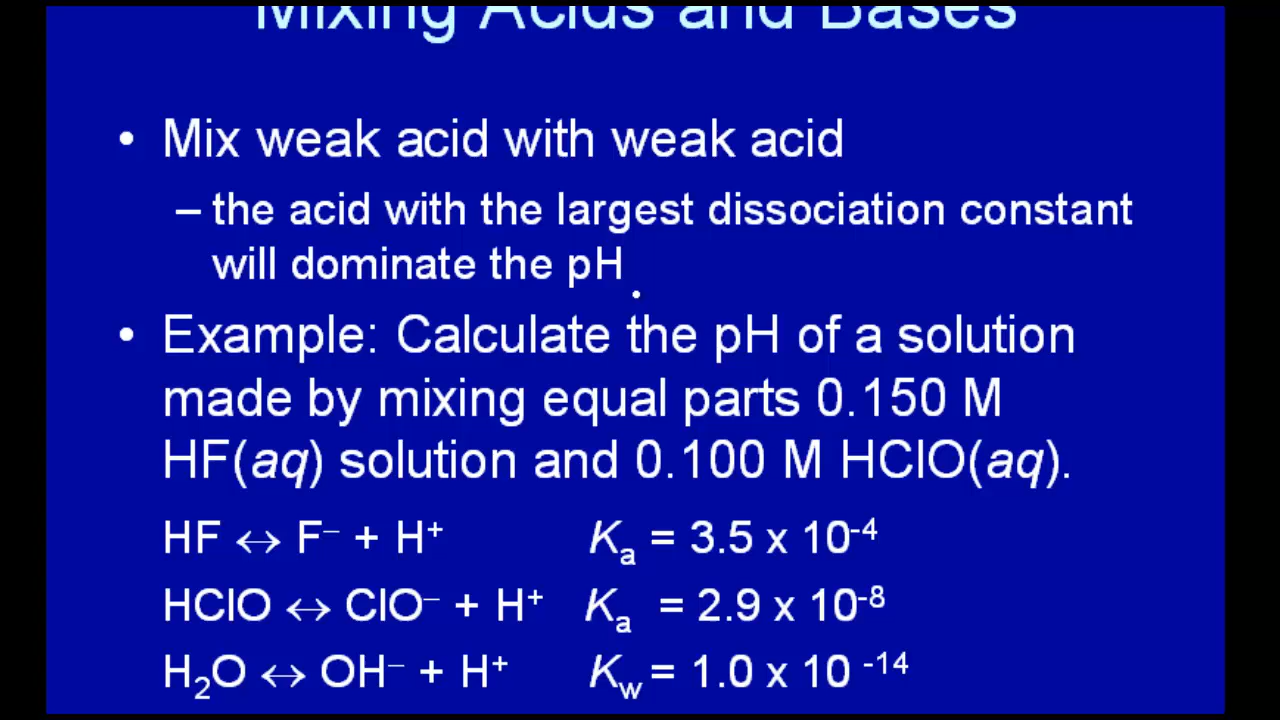 Mixing Acids and Bases
• Mix weak acid with weak acid
– the acid with the largest dissociation constant
will dominate the pH
• Example: Calculate the pH of a solution
made by mixing equal parts 0.150 M
HF(aq) solution and 0.100 M HClO(aq).
HF ↔ F⁻ + H⁺ Kₐ = 3.5 x 10⁻⁴
HClO ↔ ClO⁻ + H⁺ Kₐ = 2.9 x 10⁻⁸
H₂O ↔ OH⁻ + H⁺ K_w = 1.0 x 10 ⁻¹⁴